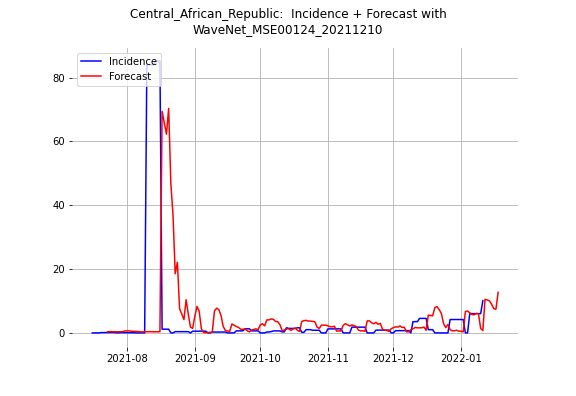 Central_African_Republic:  Incidence + Forecast with
WaveNet_MSE00124_20211210
Incidence
Forecast
80
60
40
20
0
2021-08
2021-09
2021-10
2021-11
2021-12
2022-01